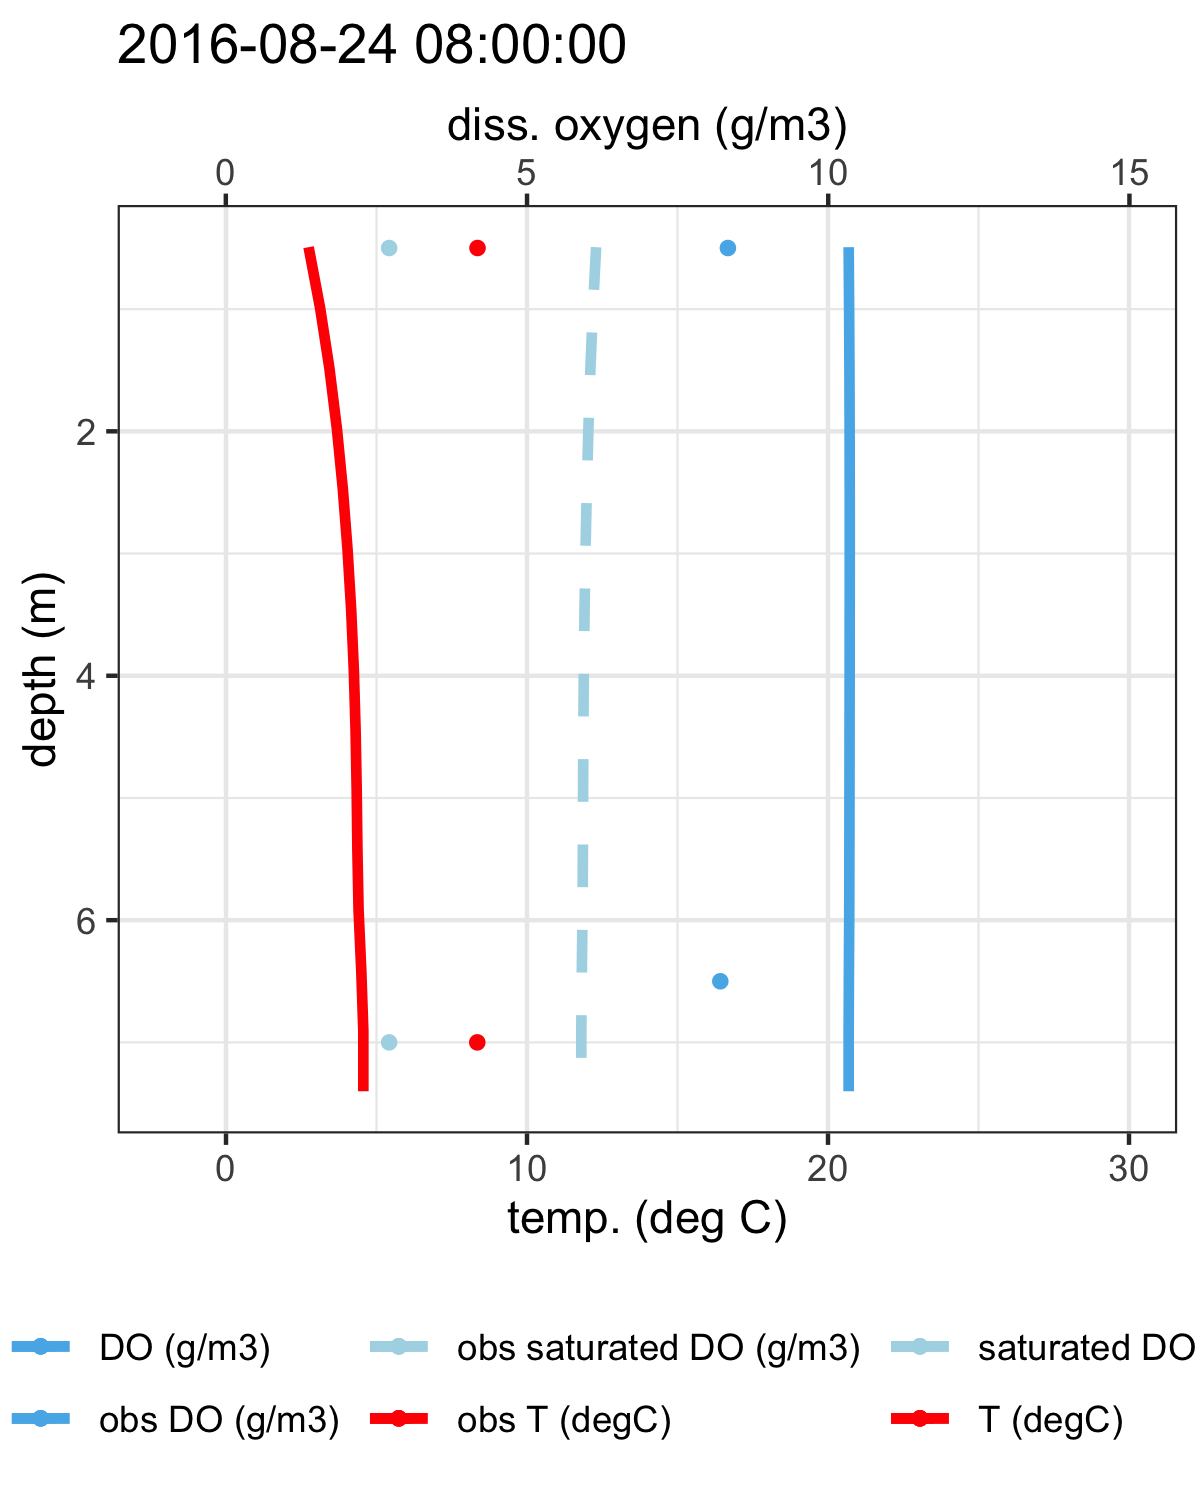 2016-08-24 08:00:00
diss. oxygen (g/m3)
0 5 10 15
2
4
6
depth (m)
0 10 20 30
temp. (deg C)
DO (g/m3) obs saturated DO (g/m3) saturated DO
obs DO (g/m3) obs T (degC) T (degC)